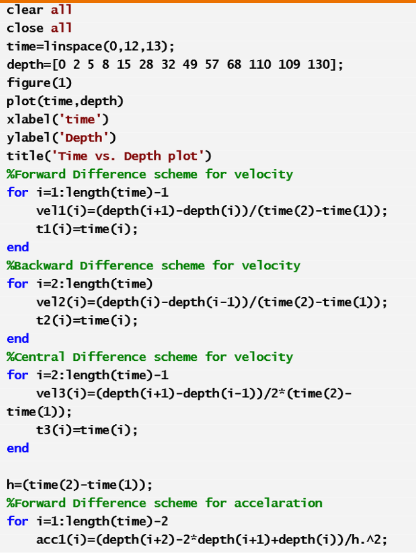 clear all
close all
time=linspace(0,12,13);
depth=[0 2 5 8 15 28 32 49 57 68 110 109 130];
figure(1)
plot(time,depth)
xlabel('time')
ylabel('Depth')
title('Time vs. Depth plot')
%Forward Difference scheme for velocity
for i=1:length(time)-1
    vel1(i)=(depth(i+1)-depth(i))/(time(2)-time(1));
    t1(i)=time(i);
end
%Backward Difference scheme for velocity
for i=2:length(time)
    vel2(i)=(depth(i)-depth(i-1))/(time(2)-time(1));
    t2(i)=time(i);
end
%Central Difference scheme for velocity
for i=2:length(time)-1
    vel3(i)=(depth(i+1)-depth(i-1))/2*(time(2)-
time(1));
    t3(i)=time(i);
end

h=(time(2)-time(1));
%Forward Difference scheme for accelaration
for i=1:length(time)-2
    acc1(i)=(depth(i+2)-2*depth(i+1)+depth(i))/h.^2;